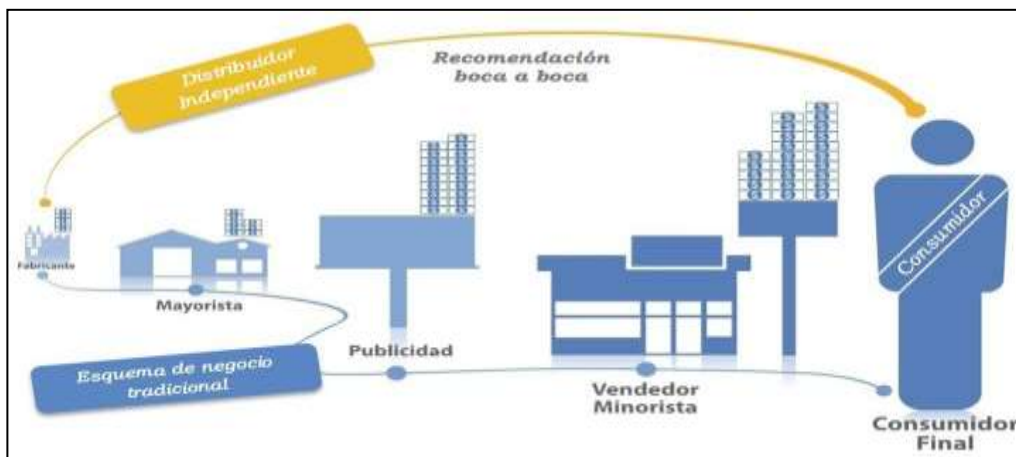 Distribuidor
Independiente
Recomendación
boca a boca
Consumidor
Fabricante
Mayorista
Publicidad
Esquema de negocio
tradicional
Vendedor
Minorista
Consumidor
Final